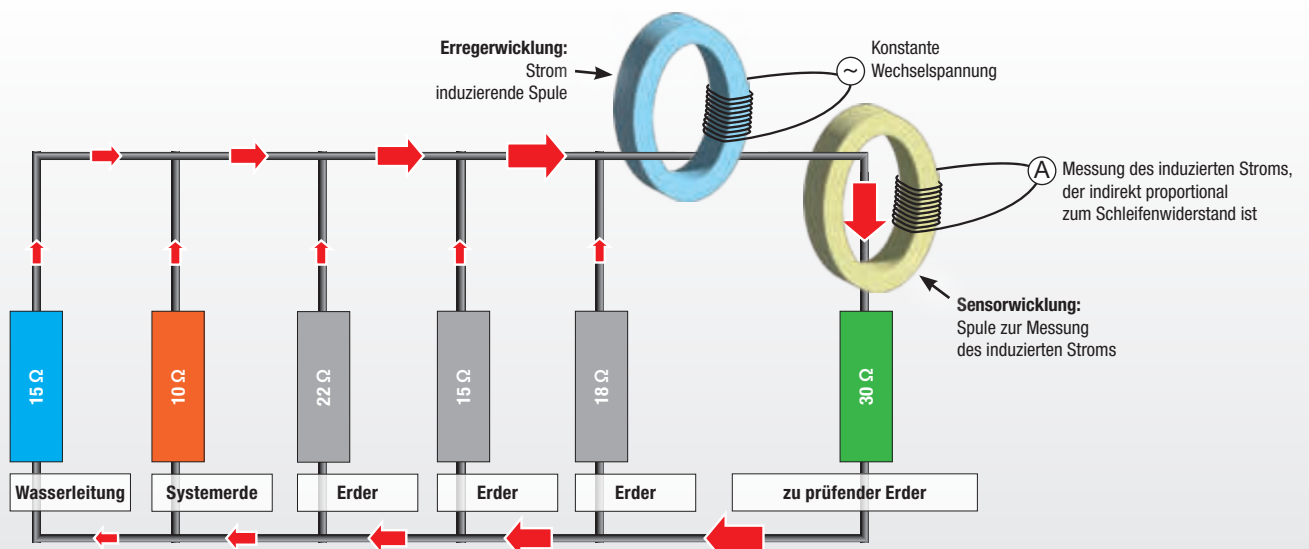 Erregerwicklung:
Strom
induzierende Spule
Konstante
Wechselspannung
~
A
Messung des induzierten Stroms,
der indirekt proportional
zum Schleifenwiderstand ist
Sensorwicklung:
Spule zur Messung
des induzierten Stroms
15 Ω
10 Ω
22 Ω
15 Ω
18 Ω
30 Ω
Wasserleitung
Systemerde
Erder
Erder
Erder
zu prüfender Erder